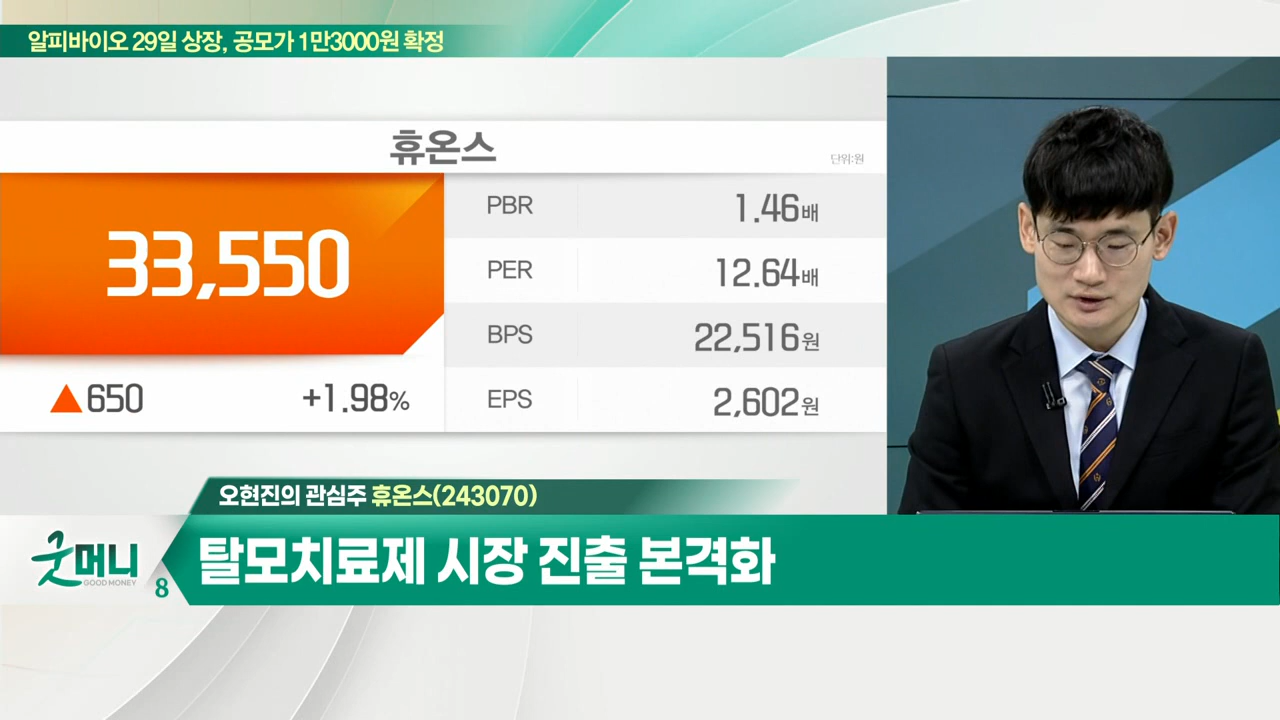 알피바이오 29일 상장, 공모가 1만3000원 확정
휴온스
단위:원
33,550
▲650 +1.98%
PBR 1.46배
PER 12.64배
BPS 22,516원
EPS 2,602원
오현진의 관심주 휴온스(243070)
굿머니
GOOD MONEY
8
탈모치료제 시장 진출 본격화